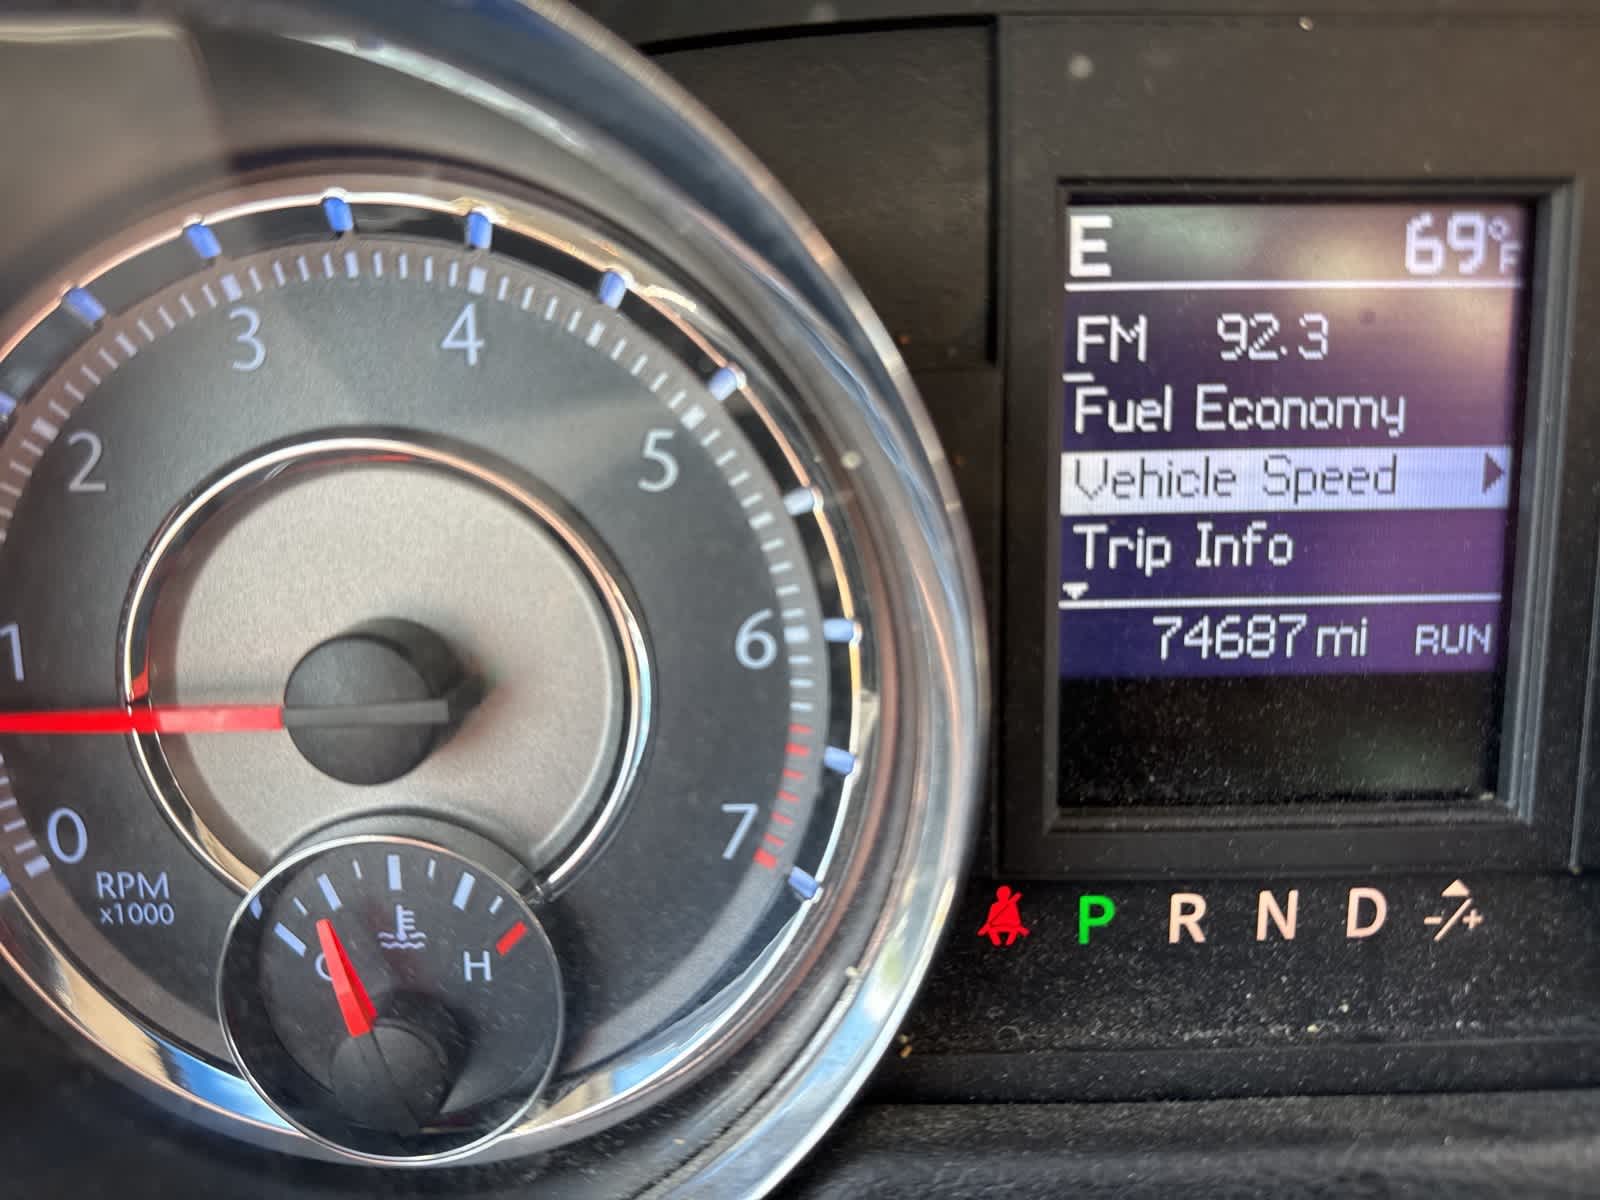 0
1
2
3
4
5
6
7
RPM
x1000
C
H
E 69°F
FM 92.3
Fuel Economy
Vehicle Speed
Trip Info
74687 mi RUN
P R N D -/+